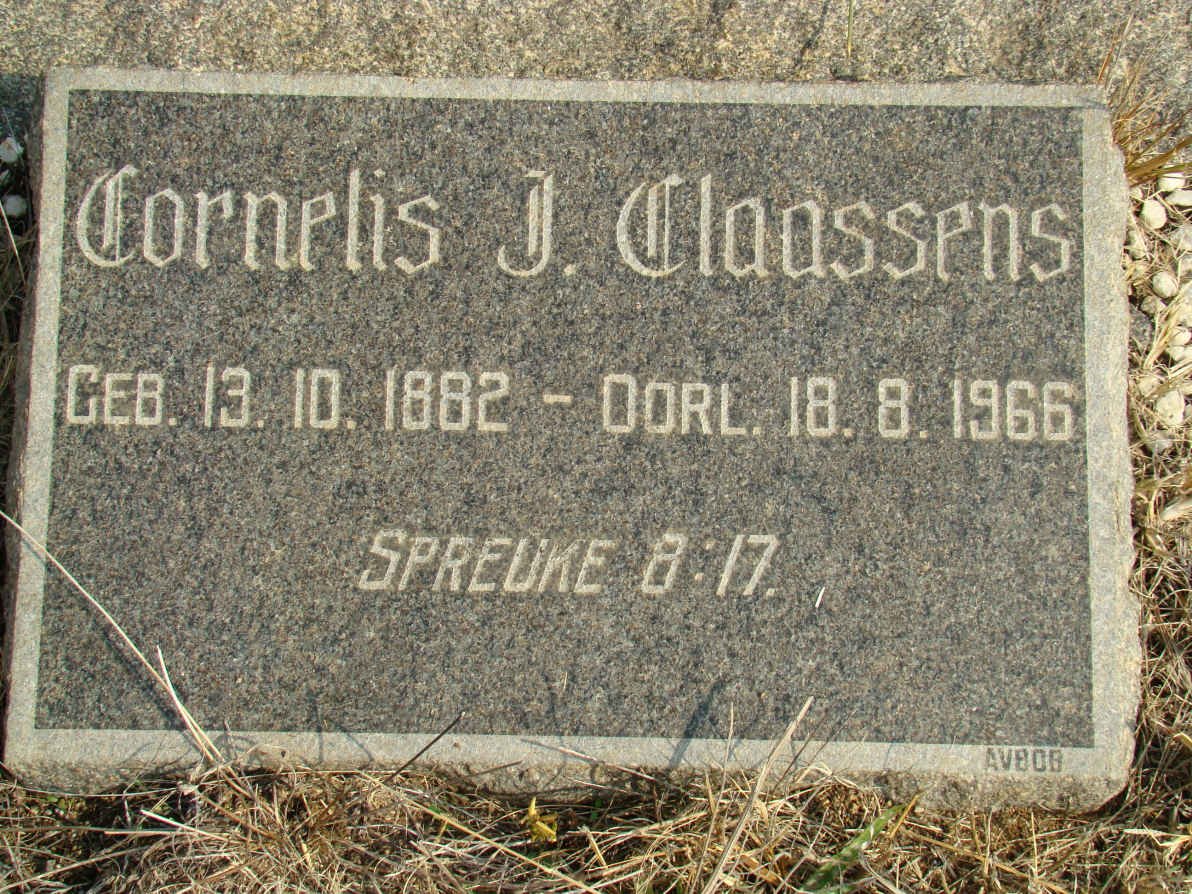 Cornelis J. Claassens
GEB. 13. 10. 1882 - OORL. 18. 8. 1966
SPREUKE 8:17.
AVBOB